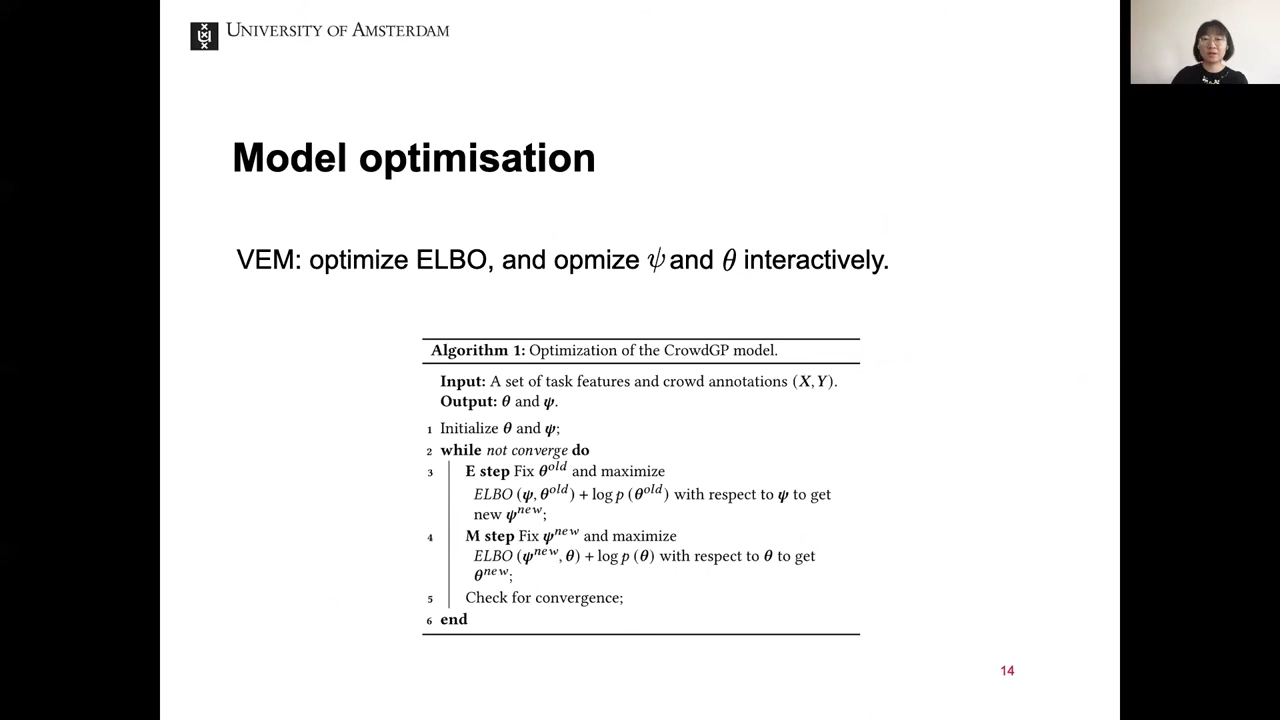 UNIVERSITY OF AMSTERDAM
Model optimisation
VEM: optimize ELBO, and opmize ψ and θ interactively.
Algorithm 1: Optimization of the CrowdGP model.
Input: A set of task features and crowd annotations (X, Y).
Output: θ and ψ.
1 Initialize θ and ψ;
2 while not converge do
3 E step Fix θ^old and maximize
ELBO (ψ, θ^old) + log p (θ^old) with respect to ψ to get
new ψ^new;
4 M step Fix ψ^new and maximize
ELBO (ψ^new, θ) + log p (θ) with respect to θ to get
θ^new;
5 Check for convergence;
6 end
14